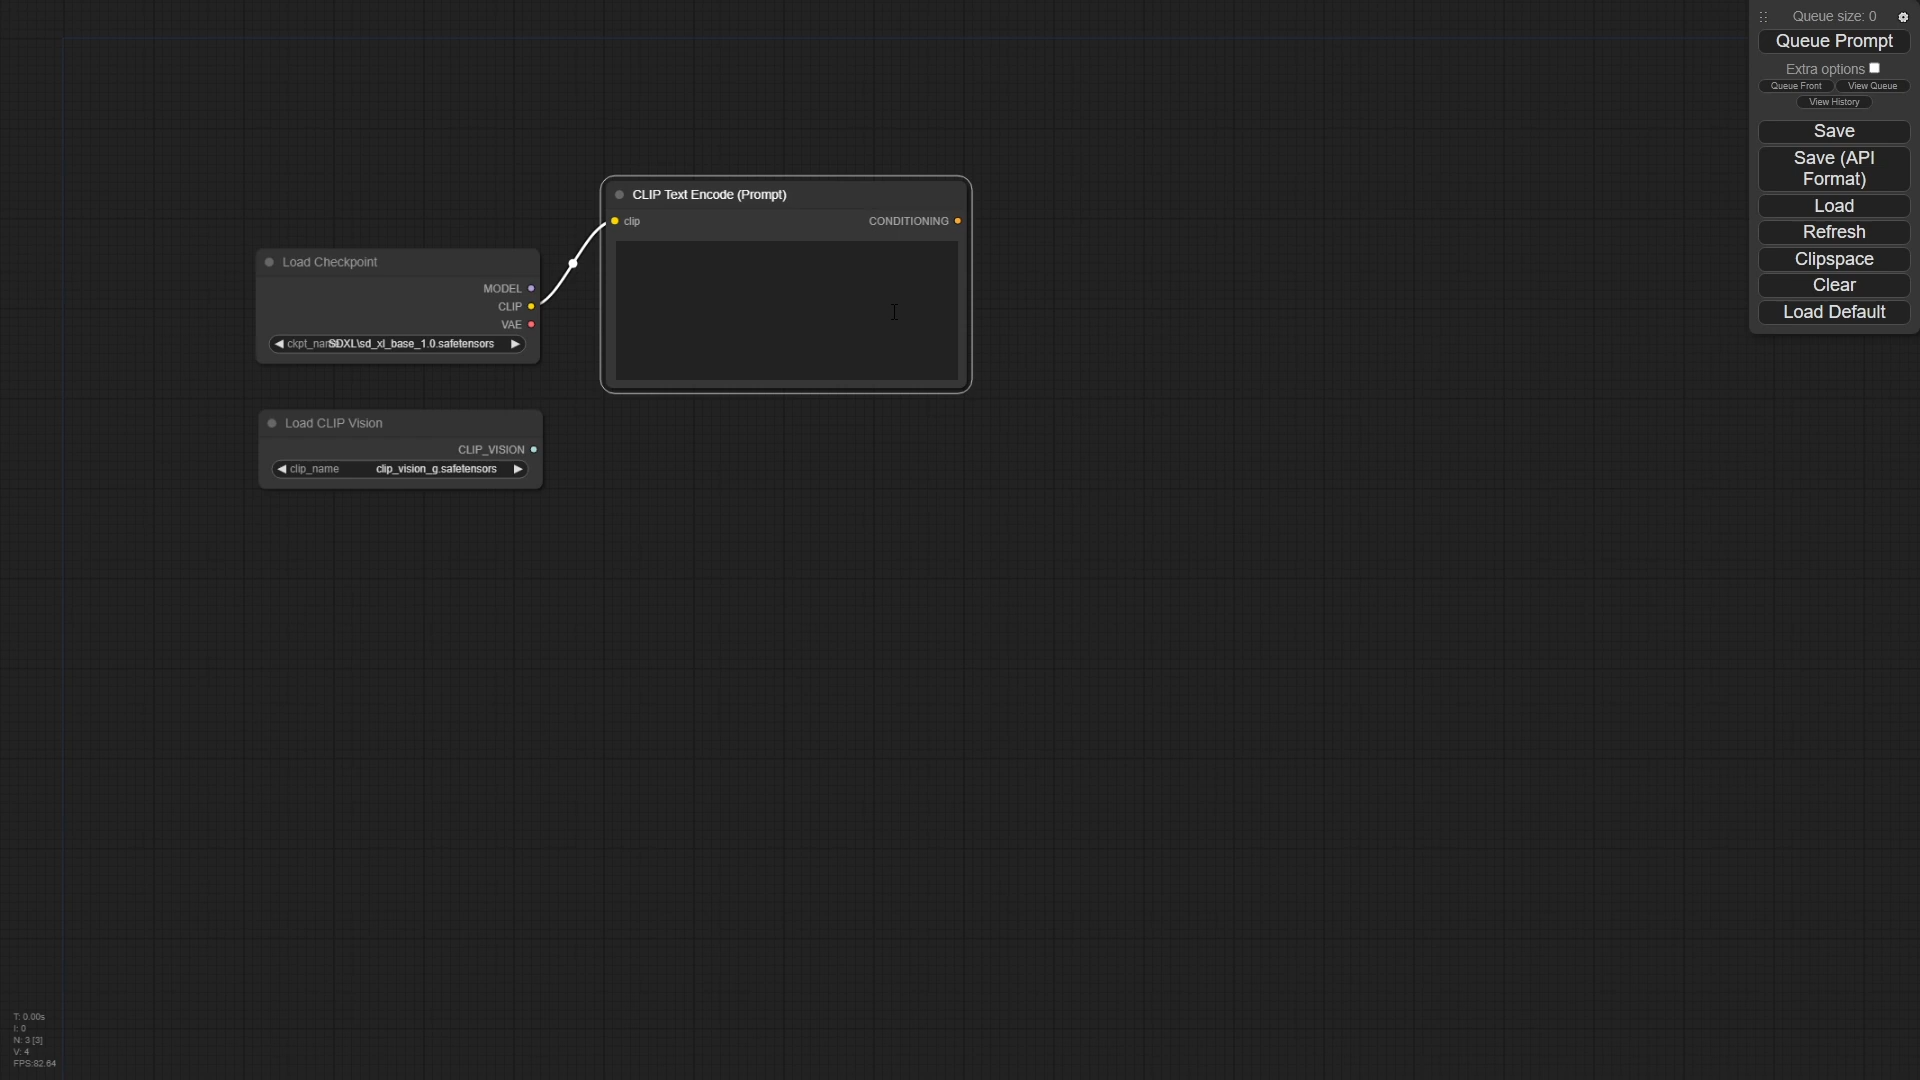 Queue size: 0
Queue Prompt
Extra options
Queue Front
View Queue
View History
Save
Save (API
Format)
Load
Refresh
Clipspace
Clear
Load Default
CLIP Text Encode (Prompt)
clip
CONDITIONING
Load Checkpoint
MODEL
CLIP
VAE
SDXL\sd_xl_base_1.0.safetensors
Load CLIP Vision
CLIP_VISION
clip_name clip_vision_g.safetensors
T: 0.00s
I: 0
N: 3 [3]
V: 4
FPS:82.64